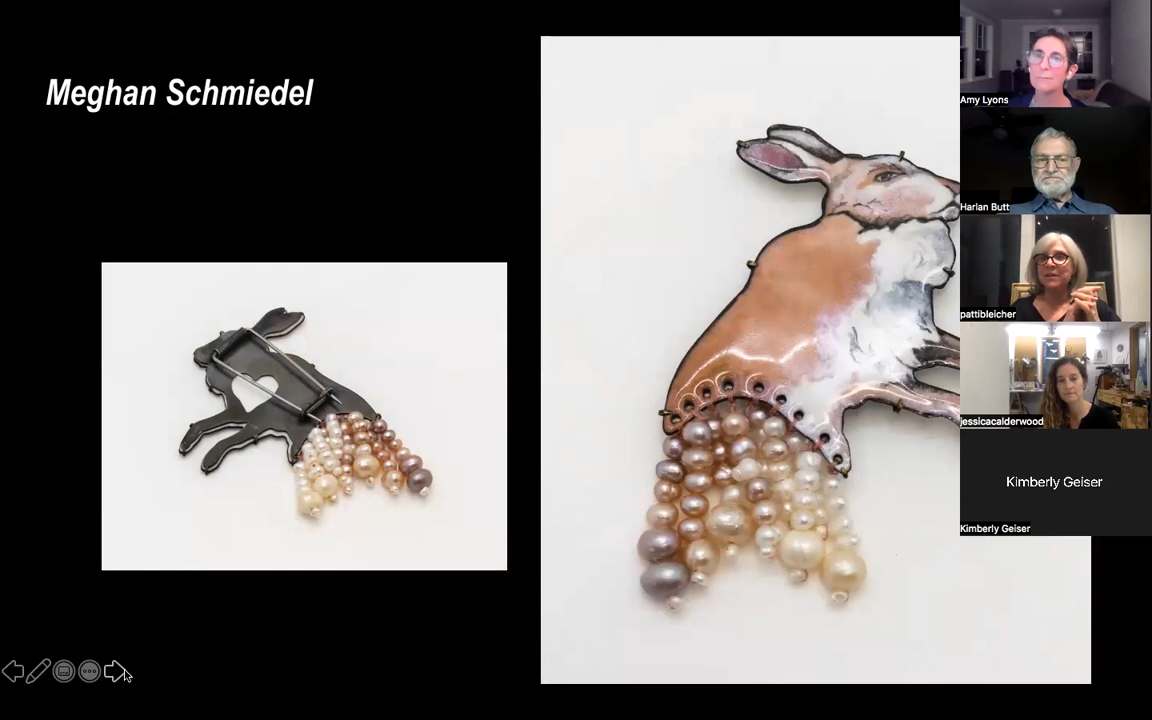 Meghan Schmiedel
Amy Lyons
Harlan Butt
pattibleicher
jessicacalderwood
Kimberly Geiser
Kimberly Geiser